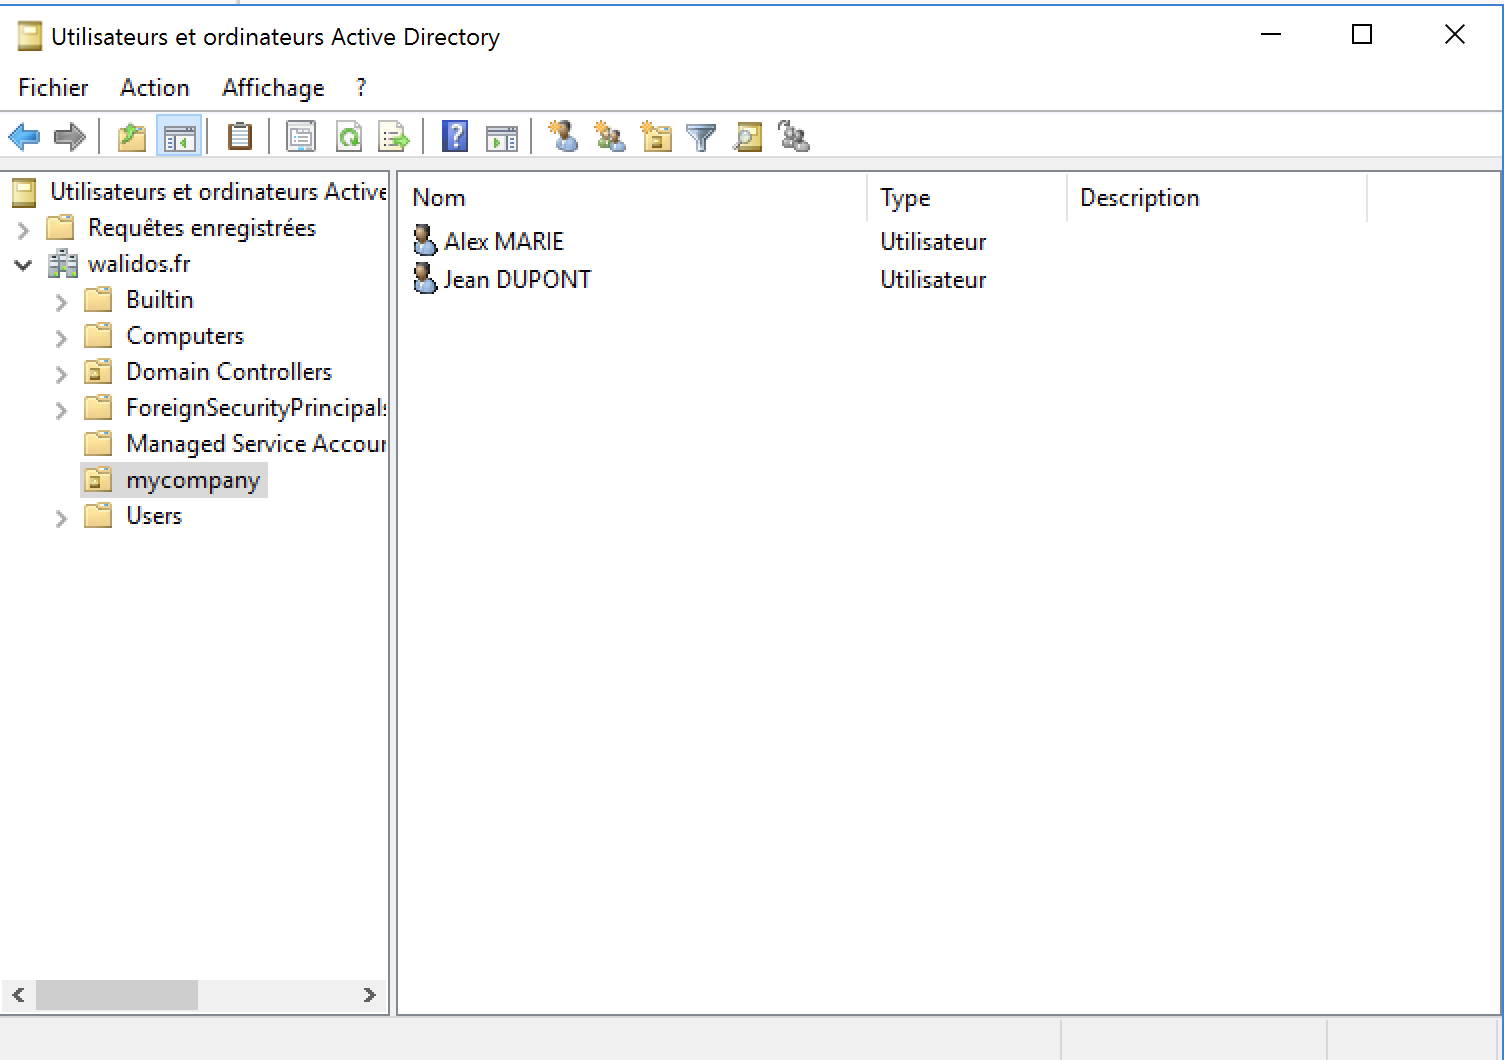 Utilisateurs et ordinateurs Active Directory
Fichier Action Affichage ?
Utilisateurs et ordinateurs Active
Requêtes enregistrées
walidos.fr
Builtin
Computers
Domain Controllers
ForeignSecurityPrincipals
Managed Service Accour
mycompany
Users
Nom Type Description
Alex MARIE Utilisateur
Jean DUPONT Utilisateur